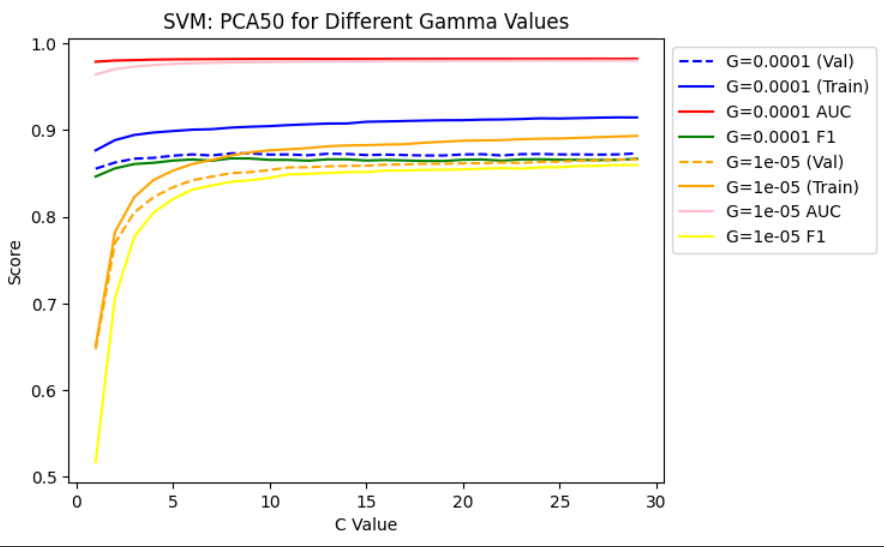 SVM: PCA50 for Different Gamma Values
1.0
0.9
0.8
0.7
0.6
0.5
Score
0
5
10
15
20
25
30
C Value
G=0.0001 (Val)
G=0.0001 (Train)
G=0.0001 AUC
G=0.0001 F1
G=1e-05 (Val)
G=1e-05 (Train)
G=1e-05 AUC
G=1e-05 F1